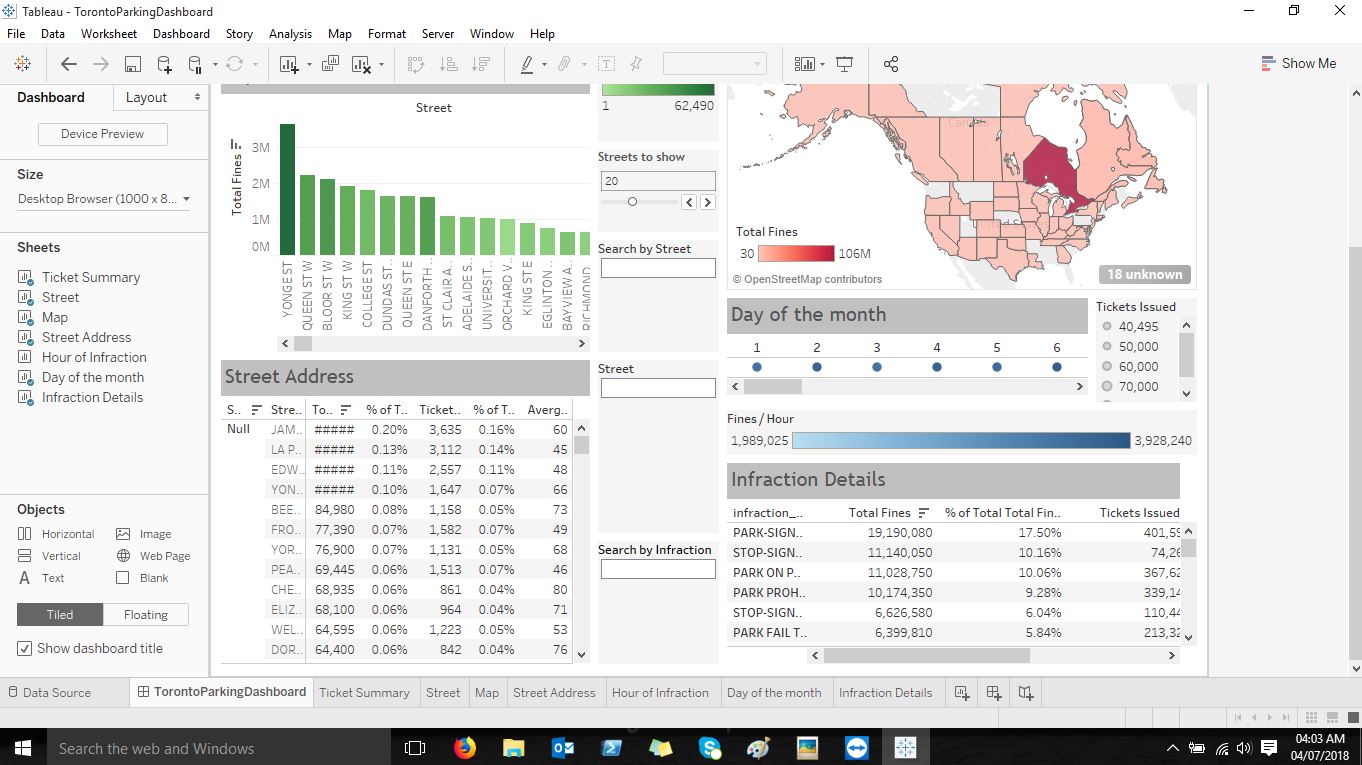 Tableau - TorontoParkingDashboard
File Data Worksheet Dashboard Story Analysis Map Format Server Window Help
Show Me
Dashboard Layout
Device Preview
Size
Desktop Browser (1000 x 8...
Sheets
Ticket Summary
Street
Map
Street Address
Hour of Infraction
Day of the month
Infraction Details
Objects
Horizontal Image
Vertical Web Page
Text Blank
Tiled Floating
Show dashboard title
Street
Total Fines
3M
2M
1M
0M
YONGE ST
QUEEN ST W
BLOOR ST W
KING ST W
COLLEGE ST
DUNDAS ST..
QUEEN ST E
DANFORTH ..
ST CLAIR A..
ADELAIDE S..
UNIVERSIT..
ORCHARD V..
KING ST E
EGLINTON ..
BAYVIEW A..
RICHMOND
1 62,490
Streets to show
20
Search by Street
Street
Search by Infraction
Canada
United States
Total Fines
30 106M
© OpenStreetMap contributors
18 unknown
Street Address
S.. Stre.. To.. % of T.. Ticket.. % of T.. Averg..
Null JAM.. ##### 0.20% 3,635 0.16% 60
LA P.. ##### 0.13% 3,112 0.14% 45
EDW.. ##### 0.11% 2,557 0.11% 48
YON.. ##### 0.10% 1,647 0.07% 66
BEE.. 84,980 0.08% 1,158 0.05% 73
FRO.. 77,390 0.07% 1,582 0.07% 49
YOR.. 76,900 0.07% 1,131 0.05% 68
PEA.. 69,445 0.06% 1,513 0.07% 46
CHE.. 68,935 0.06% 861 0.04% 80
ELIZ.. 68,100 0.06% 964 0.04% 71
WEL.. 64,595 0.06% 1,223 0.05% 53
DOR.. 64,400 0.06% 842 0.04% 76
Day of the month
1 2 3 4 5 6
Tickets Issued
40,495
50,000
60,000
70,000
Fines / Hour
1,989,025 3,928,240
Infraction Details
infraction_.. Total Fines % of Total Total Fin.. Tickets Issued
PARK-SIGN.. 19,190,080 17.50% 401,59
STOP-SIGN.. 11,140,050 10.16% 74,26
PARK ON P.. 11,028,750 10.06% 367,62
PARK PROH.. 10,174,350 9.28% 339,14
STOP-SIGN.. 6,626,580 6.04% 110,44
PARK FAIL T.. 6,399,810 5.84% 213,32
Data Source TorontoParkingDashboard Ticket Summary Street Map Street Address Hour of Infraction Day of the month Infraction Details
Search the web and Windows
04:03 AM
04/07/2018